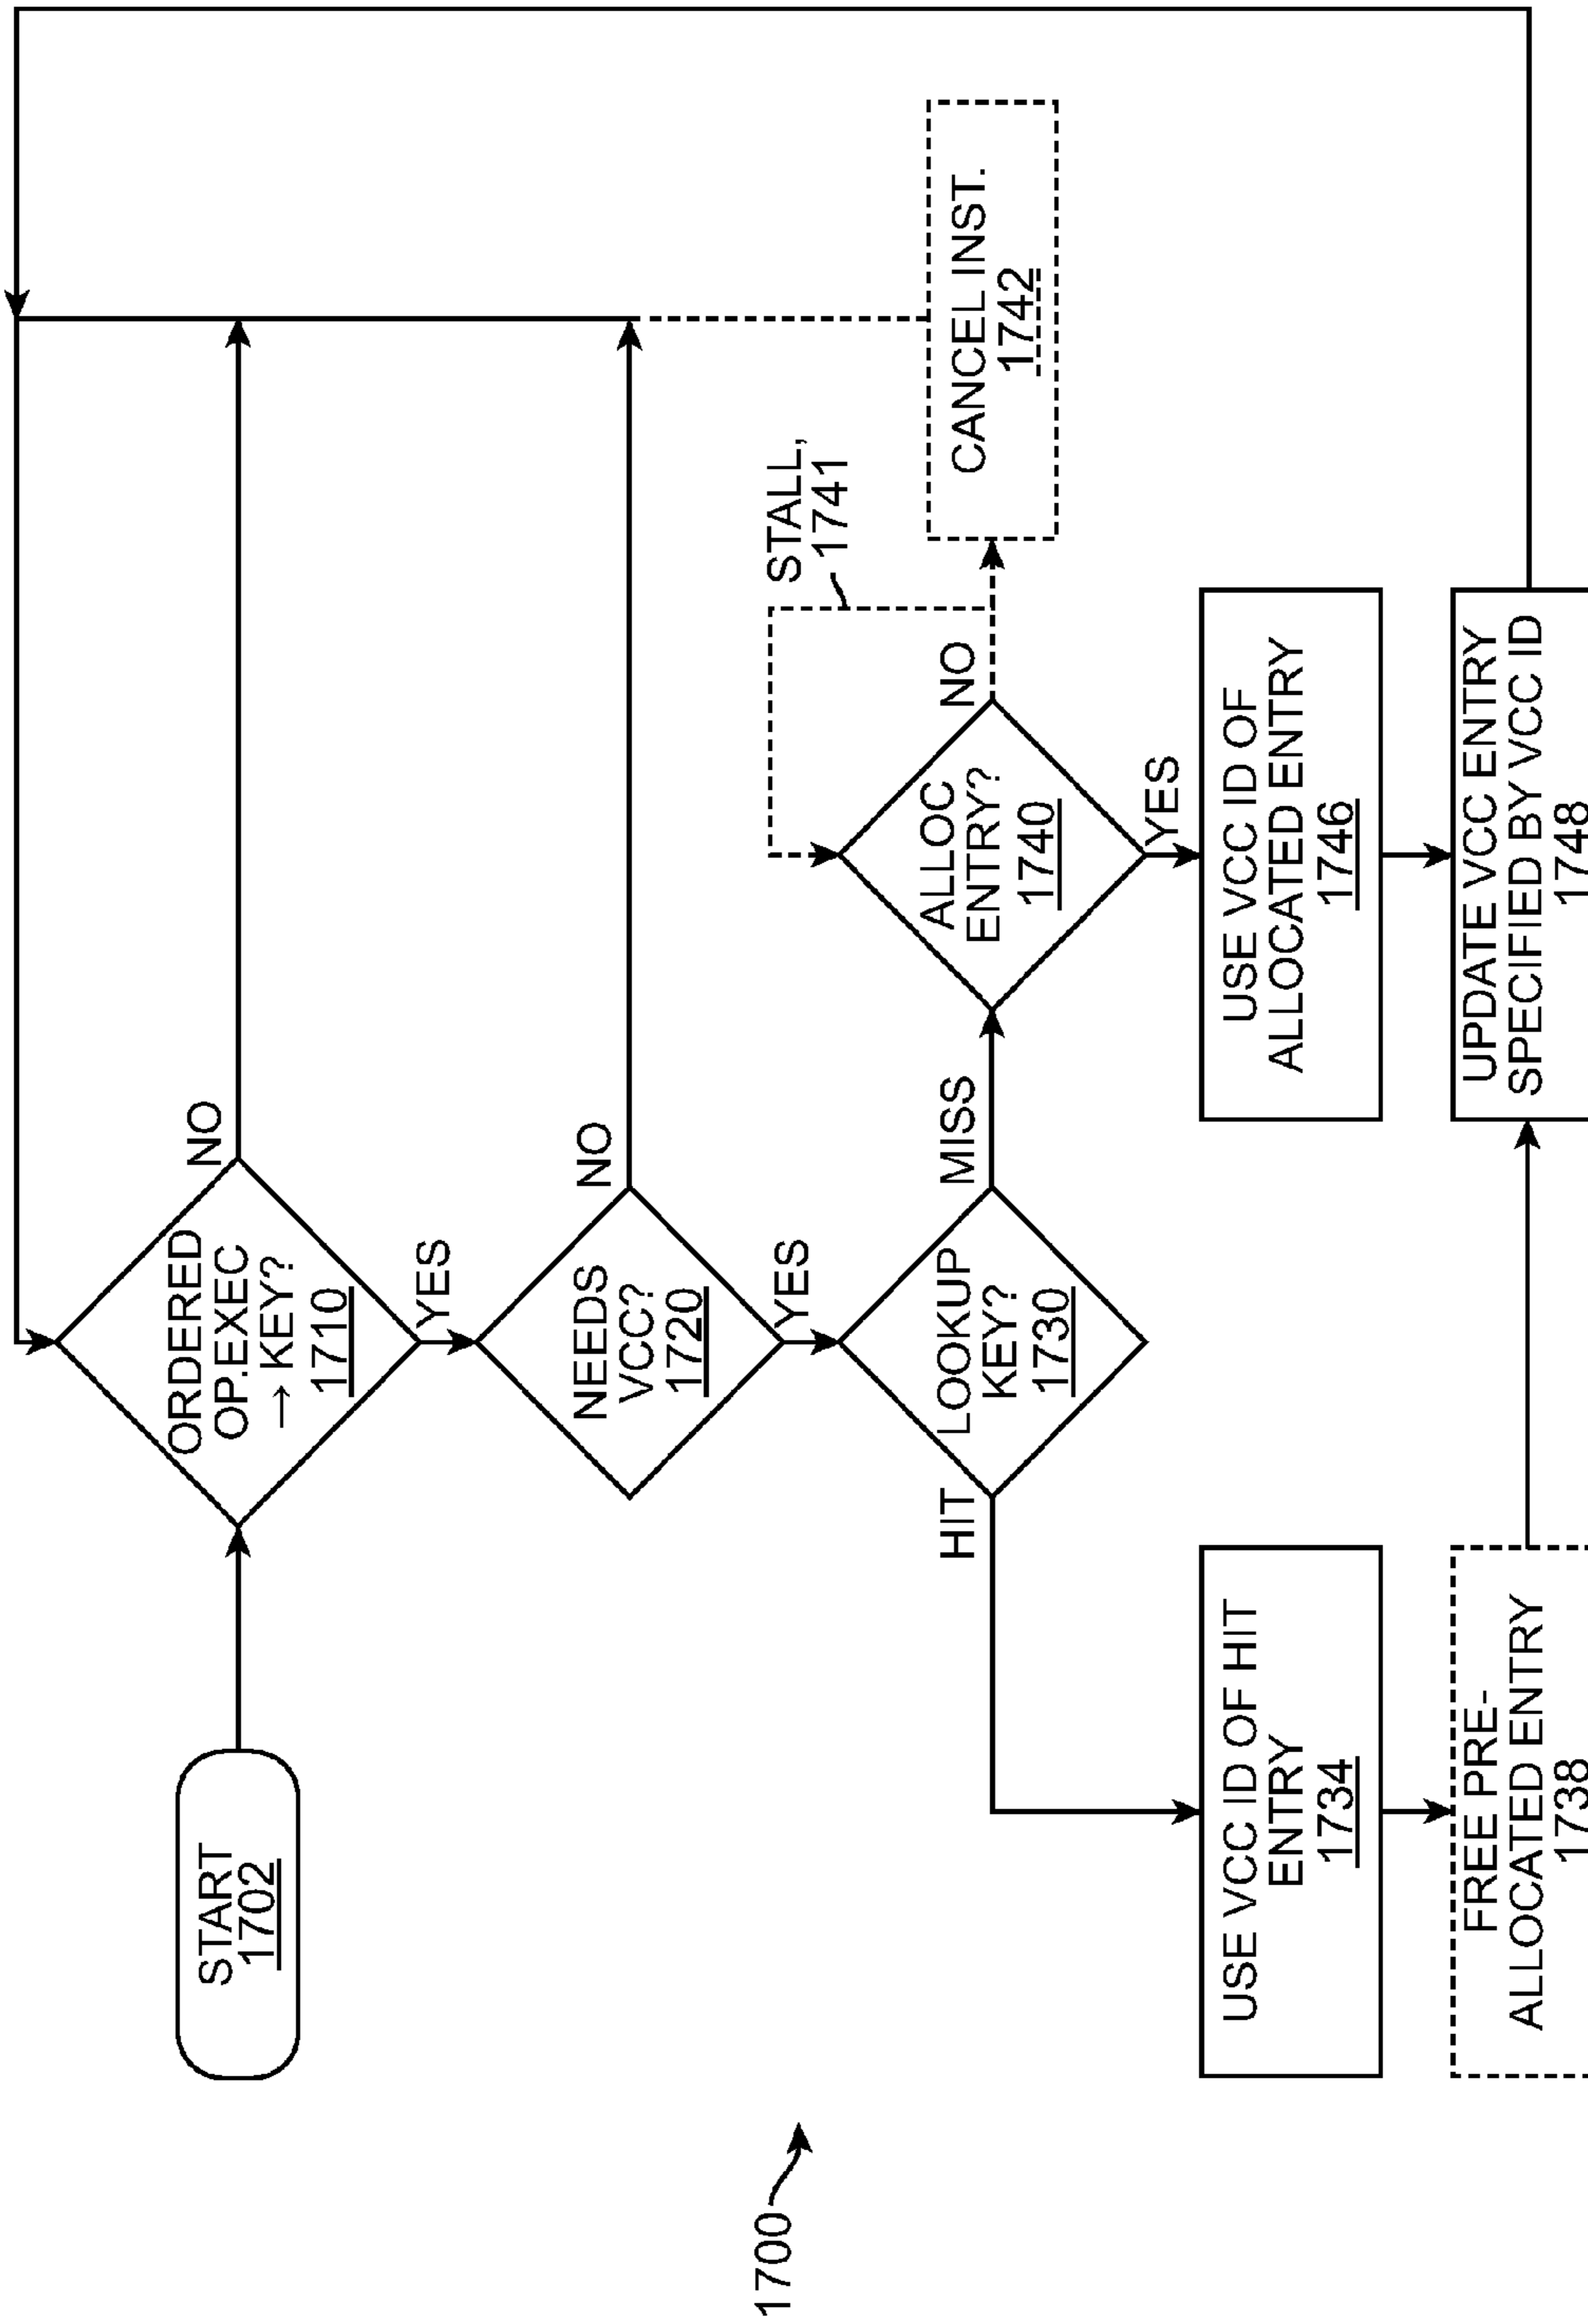 1700
START
1702
ORDERED
OP.EXEC
→ KEY?
1710
NO
YES
NEEDS
VCC?
1720
NO
YES
LOOKUP
KEY?
1730
HIT
MISS
STALL,
1741
ALLOC
ENTRY?
1740
NO
YES
CANCEL INST.
1742
USE VCC ID OF HIT
ENTRY
1734
USE VCC ID OF
ALLOCATED ENTRY
1746
FREE PRE-
ALLOCATED ENTRY
1738
UPDATE VCC ENTRY
SPECIFIED BY VCC ID
1748